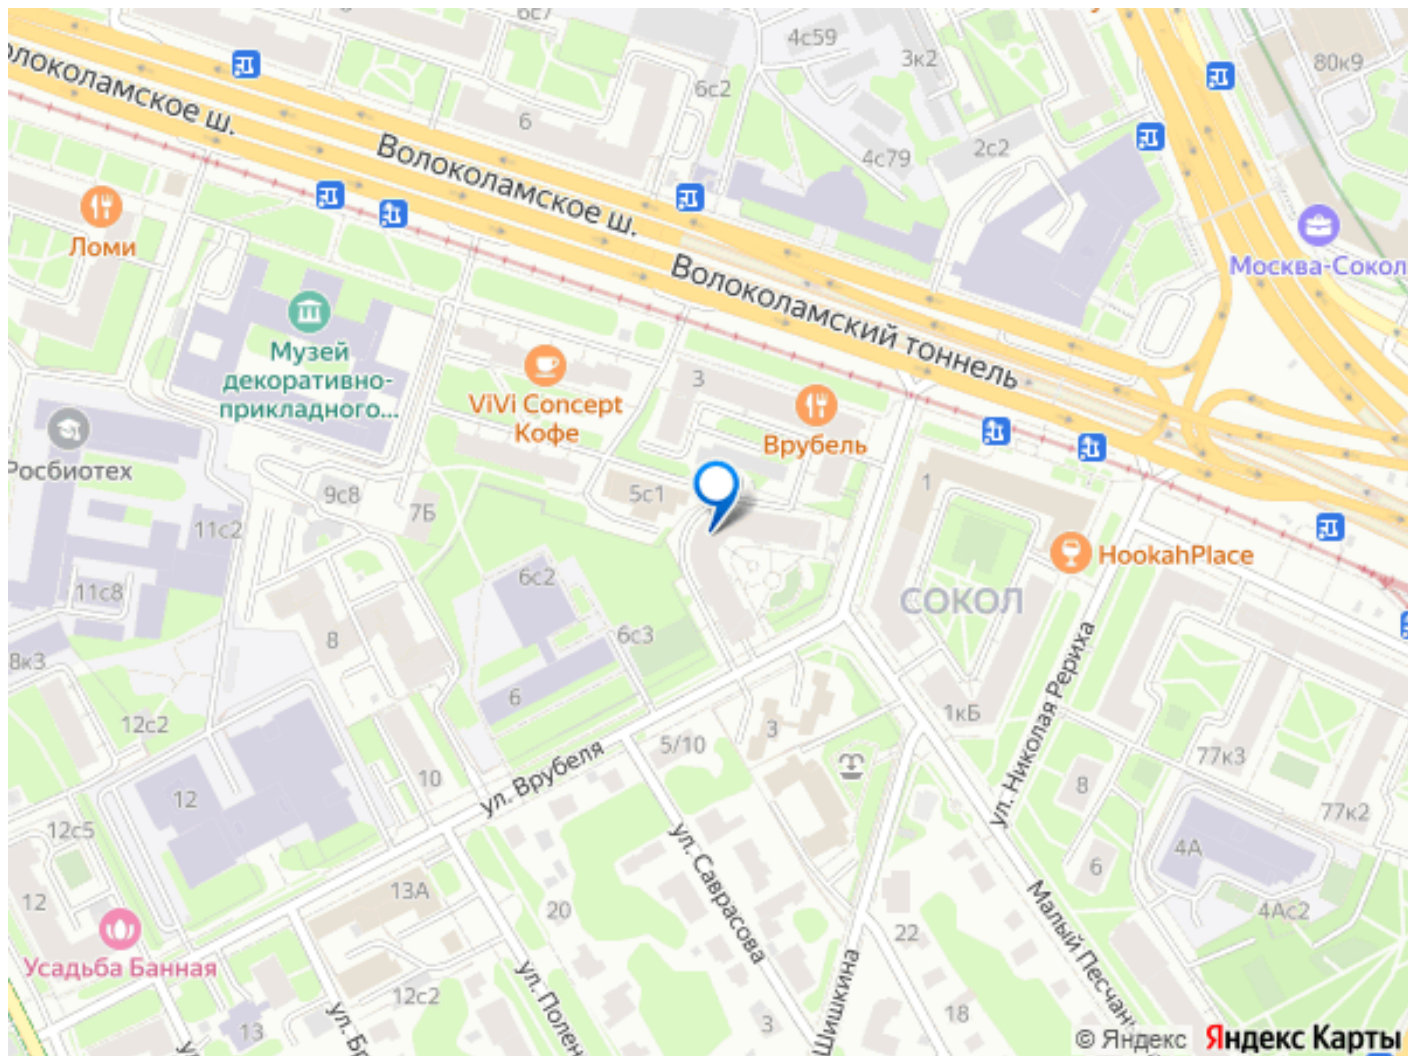 6с7
4с59
3к2
80к9
олоколамское ш.
6с2
6
Волоколамское ш.
4с79
2с2
Ломи
Москва-Сокол
Волоколамский тоннель
Музей
декоративно-
прикладного...
ViVi Concept
Кофе
3
Врубель
Росбиотех
9с8
7Б
5с1
1
11с2
HookahPlace
11с8
6с2
СОКОЛ
8к3
8
6с3
ул. Николая Рериха
6
12с2
5/10
3
1кБ
77к3
10
ул. Врубеля
12
8
77к2
12с5
ул. Саврасова
4А
6
13А
12
20
Малый Песчан
4Ас2
22
Усадьба Банная
ул. Полен
Шишкина
12с2
13
3
18
© Яндекс Яндекс Карты